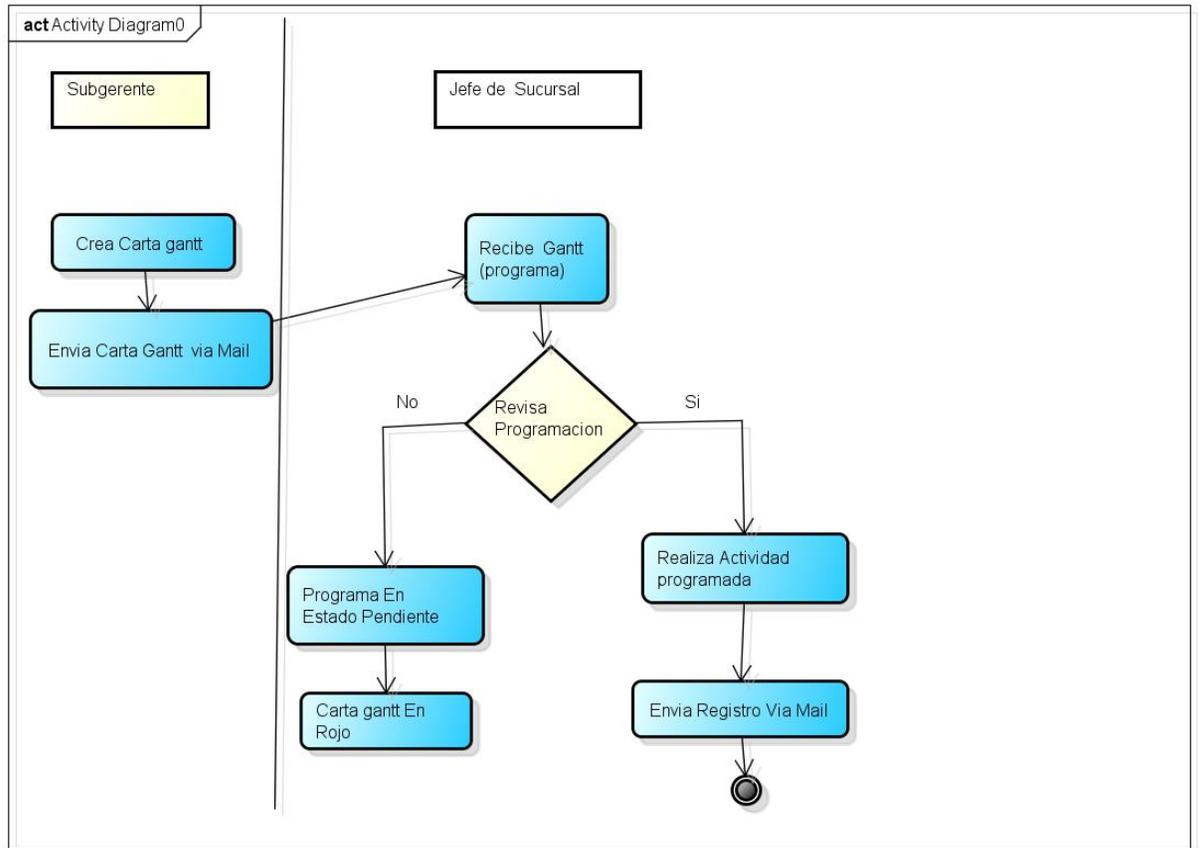 act Activity Diagram0
Subgerente
Jefe de Sucursal
Crea Carta gantt
Envia Carta Gantt via Mail
Recibe Gantt
(programa)
Revisa
Programacion
No
Si
Programa En
Estado Pendiente
Carta gantt En
Rojo
Realiza Actividad
programada
Envia Registro Via Mail